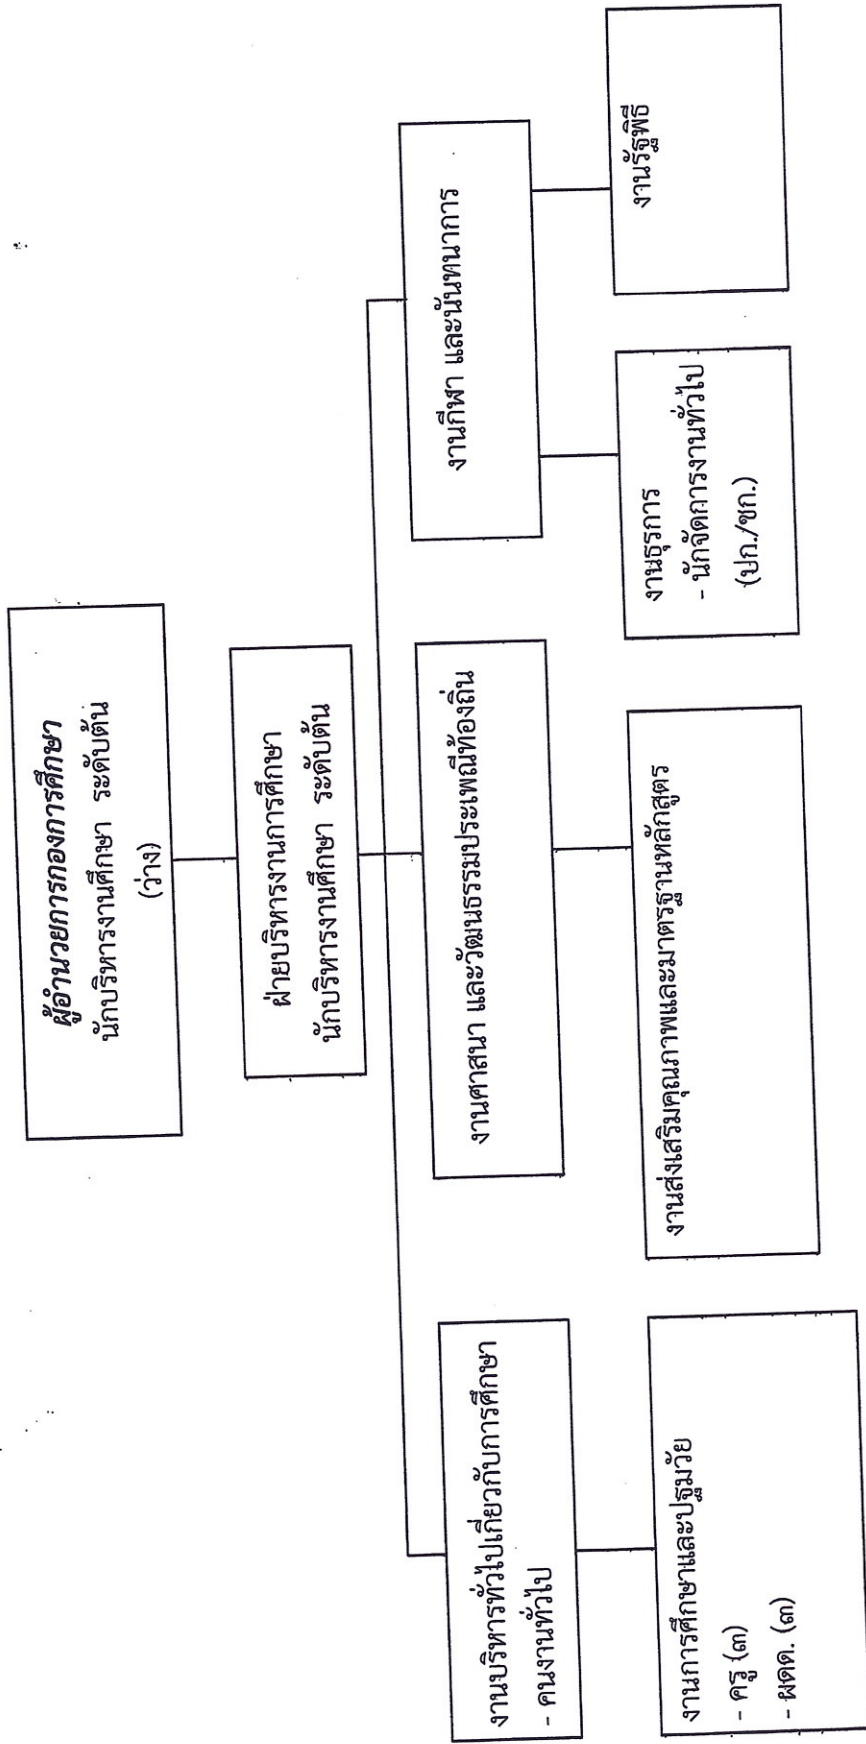 ผู้อำนวยการกองการศึกษา
นักบริหารงานศึกษา ระดับต้น
(ว่าง)
ฝ่ายบริหารงานการศึกษา
นักบริหารงานศึกษา ระดับต้น
งานบริหารทั่วไปเกี่ยวกับการศึกษา
- คนงานทั่วไป
งานศาสนา และวัฒนธรรมประเพณีท้องถิ่น
งานกีฬา และนันทนาการ
งานการศึกษาและปฐมวัย
- ครู (๓)
- ผดด. (๓)
งานส่งเสริมคุณภาพและมาตรฐานหลักสูตร
งานธุรการ
- นักจัดการงานทั่วไป
(ปก./ชก.)
งานรัฐพิธี